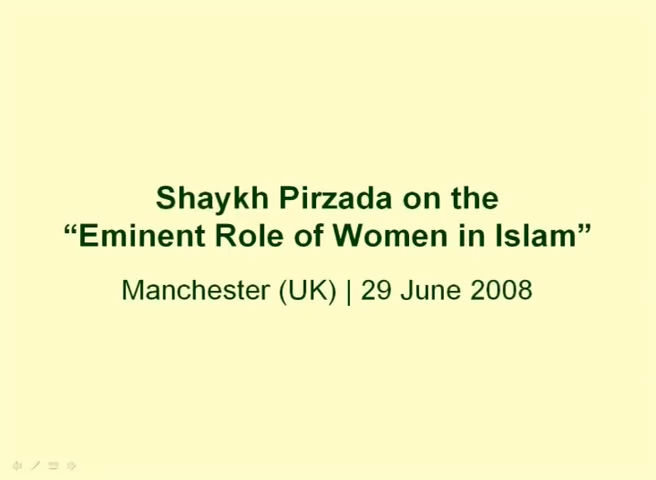 Shaykh Pirzada on the
“Eminent Role of Women in Islam”
Manchester (UK) | 29 June 2008